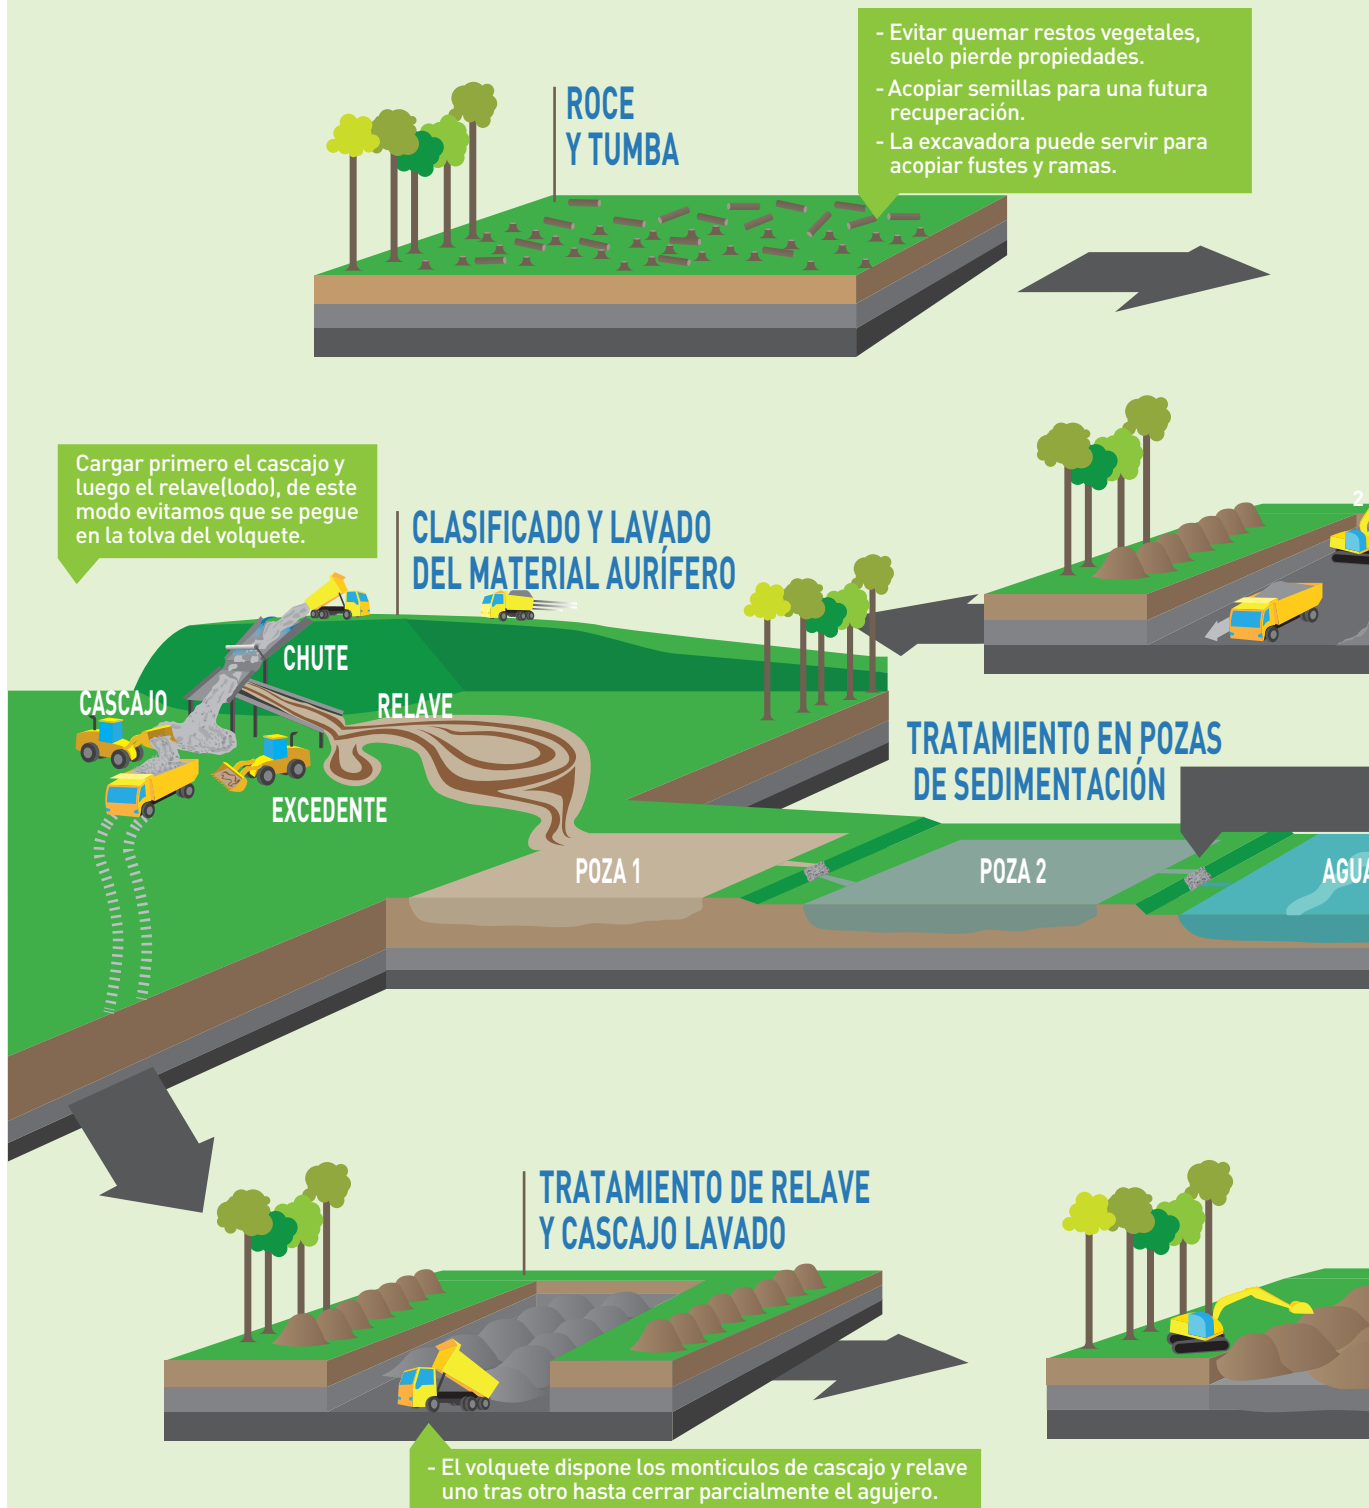 - Evitar quemar restos vegetales,
suelo pierde propiedades.
- Acopiar semillas para una futura
recuperación.
- La excavadora puede servir para
acopiar fustes y ramas.
ROCE
Y TUMBA
Cargar primero el cascajo y
luego el relave(lodo), de este
modo evitamos que se pegue
en la tolva del volquete.
CLASIFICADO Y LAVADO
DEL MATERIAL AURÍFERO
2
CHUTE
CASCAJO
RELAVE
EXCEDENTE
TRATAMIENTO EN POZAS
DE SEDIMENTACIÓN
POZA 1
POZA 2
AGUA
TRATAMIENTO DE RELAVE
Y CASCAJO LAVADO
- El volquete dispone los monticulos de cascajo y relave
uno tras otro hasta cerrar parcialmente el agujero.